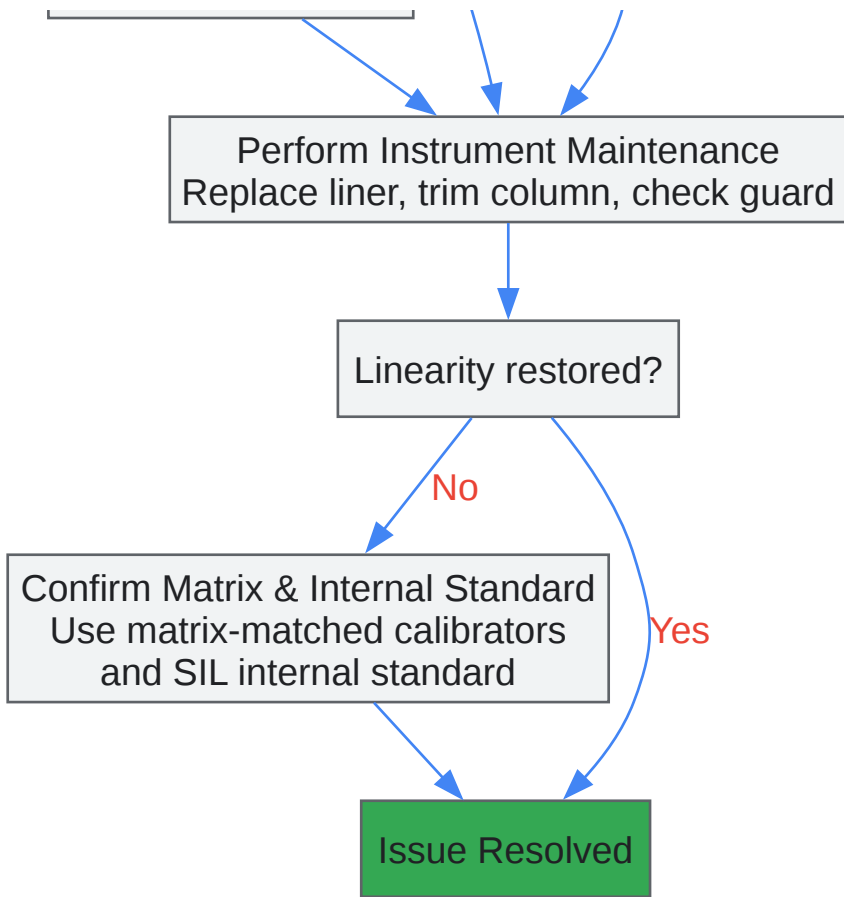 Perform Instrument Maintenance
Replace liner, trim column, check guard
Linearity restored?
No
Confirm Matrix & Internal Standard
Use matrix-matched calibrators
and SIL internal standard
Yes
Issue Resolved